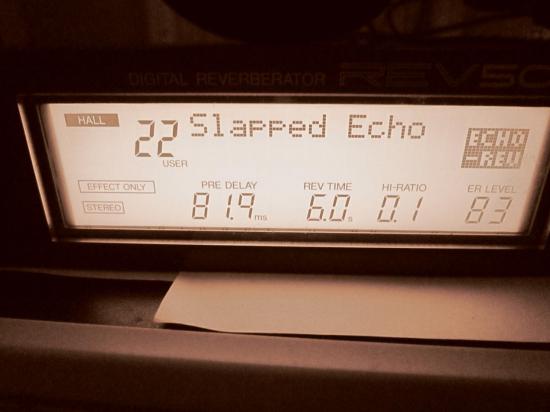 DIGITAL REVERBERATOR REV50
HALL
22 Slapped Echo
USER
ECHO
-REV.
EFFECT ONLY
STEREO
PRE DELAY REV TIME HI-RATIO ER LEVEL
81.9 ms 6.0 s 0.1 83